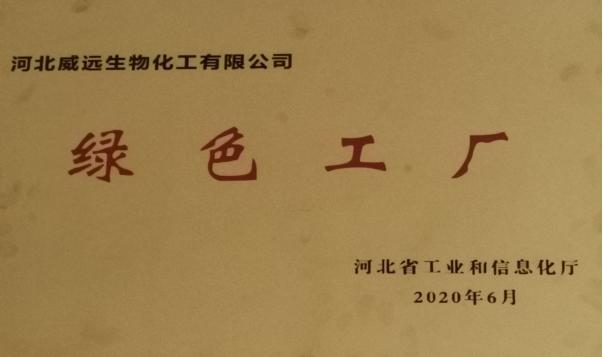 河北威远生物化工有限公司
绿色工厂
河北省工业和信息化厅
2020年6月